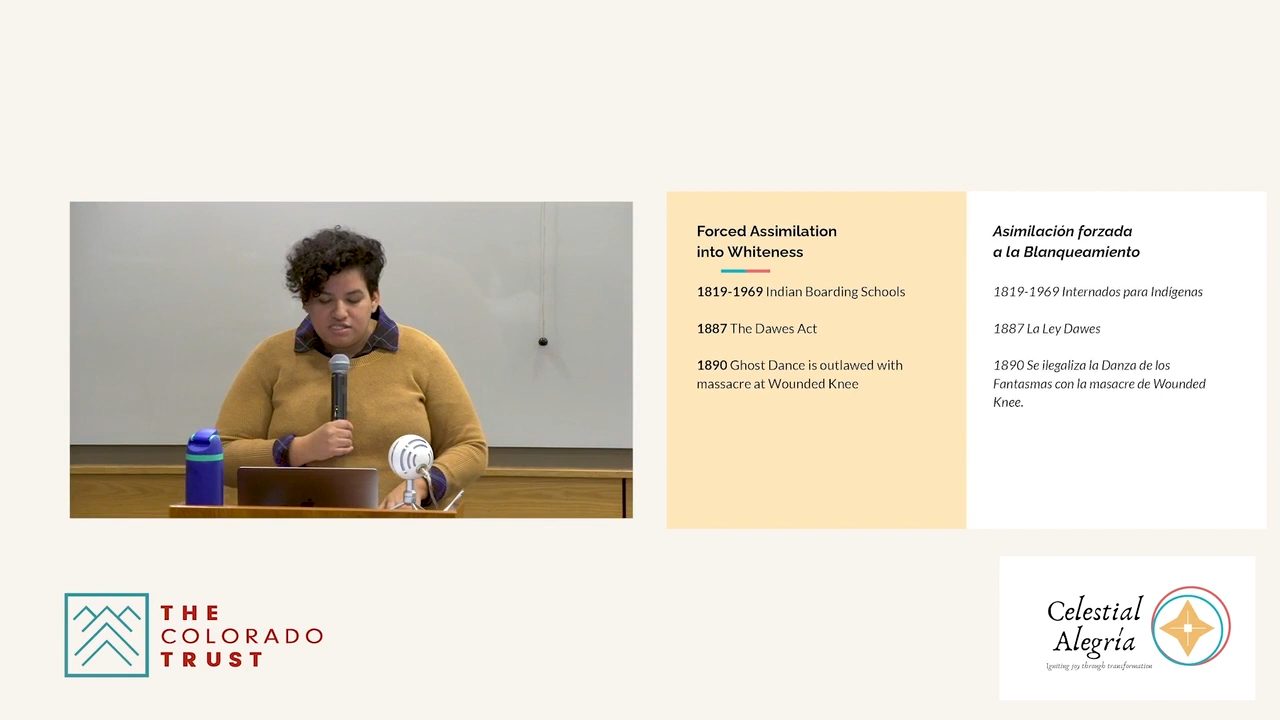 Forced Assimilation
into Whiteness
1819-1969 Indian Boarding Schools
1887 The Dawes Act
1890 Ghost Dance is outlawed with
massacre at Wounded Knee
Asimilación forzada
a la Blanqueamiento
1819-1969 Internados para Indígenas
1887 La Ley Dawes
1890 Se ilegaliza la Danza de los
Fantasmas con la masacre de Wounded
Knee.
THE
COLORADO
TRUST
Celestial
Alegría
Igniting joy through transformation